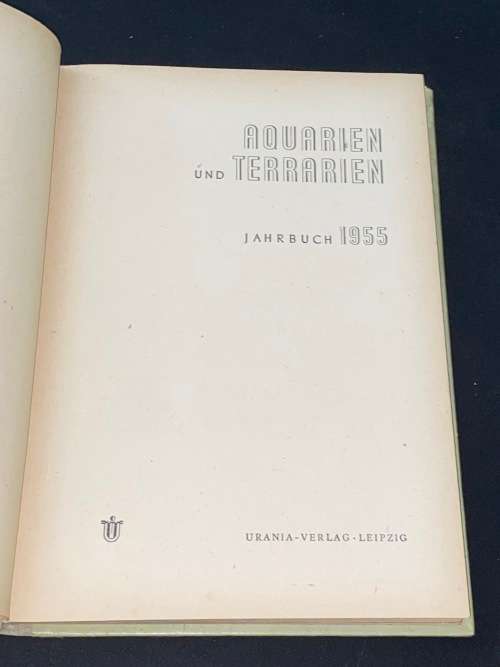 AQUARIEN
UND TERRARIEN
JAHRBUCH 1955
URANIA-VERLAG · LEIPZIG